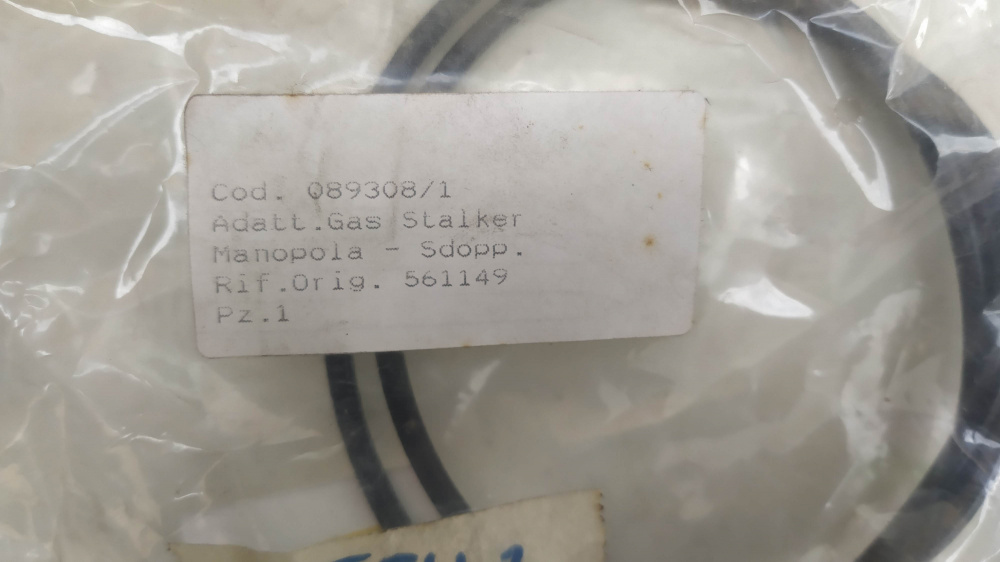 Cod. 089308/1
Adatt.Gas Stalker
Manopola - Sdopp.
Rif.Orig. 561149
Pz.1